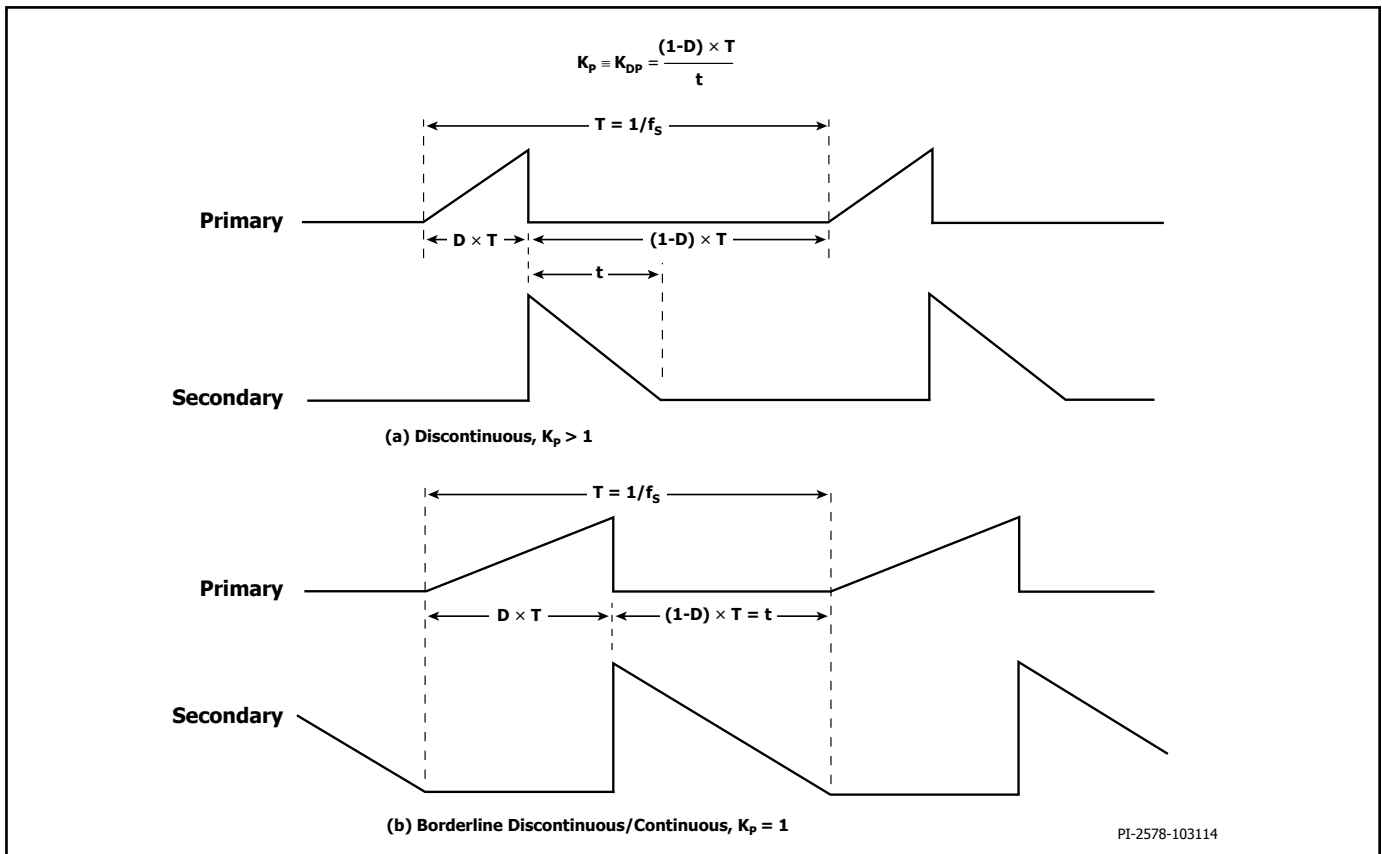 K_P ≡ K_DP = (1-D) × T / t
T = 1/f_S
Primary
D × T
(1-D) × T
t
Secondary
(a) Discontinuous, K_P > 1
T = 1/f_S
Primary
D × T
(1-D) × T = t
Secondary
(b) Borderline Discontinuous/Continuous, K_P = 1
PI-2578-103114